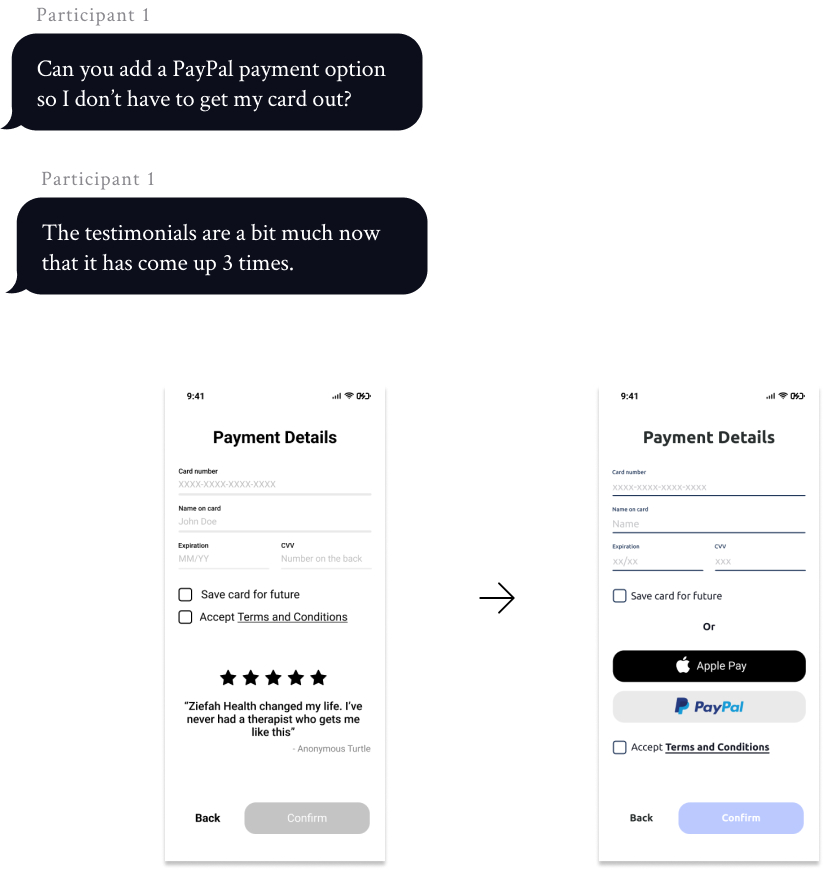 Participant 1
Can you add a PayPal payment option
so I don’t have to get my card out?
Participant 1
The testimonials are a bit much now
that it has come up 3 times.
9:41
Payment Details
Card number
XXXX-XXXX-XXXX-XXXX
Name on card
John Doe
Expiration CVV
MM/YY Number on the back
Save card for future
Accept Terms and Conditions
“Ziefah Health changed my life. I’ve
never had a therapist who gets me
like this”
- Anonymous Turtle
Back Confirm
9:41
Payment Details
Card number
xxxx-xxxx-xxxx-xxxx
Name on card
Name
Expiration CVV
xx/xx xxx
Save card for future
Or
Apple Pay
PayPal
Accept Terms and Conditions
Back Confirm